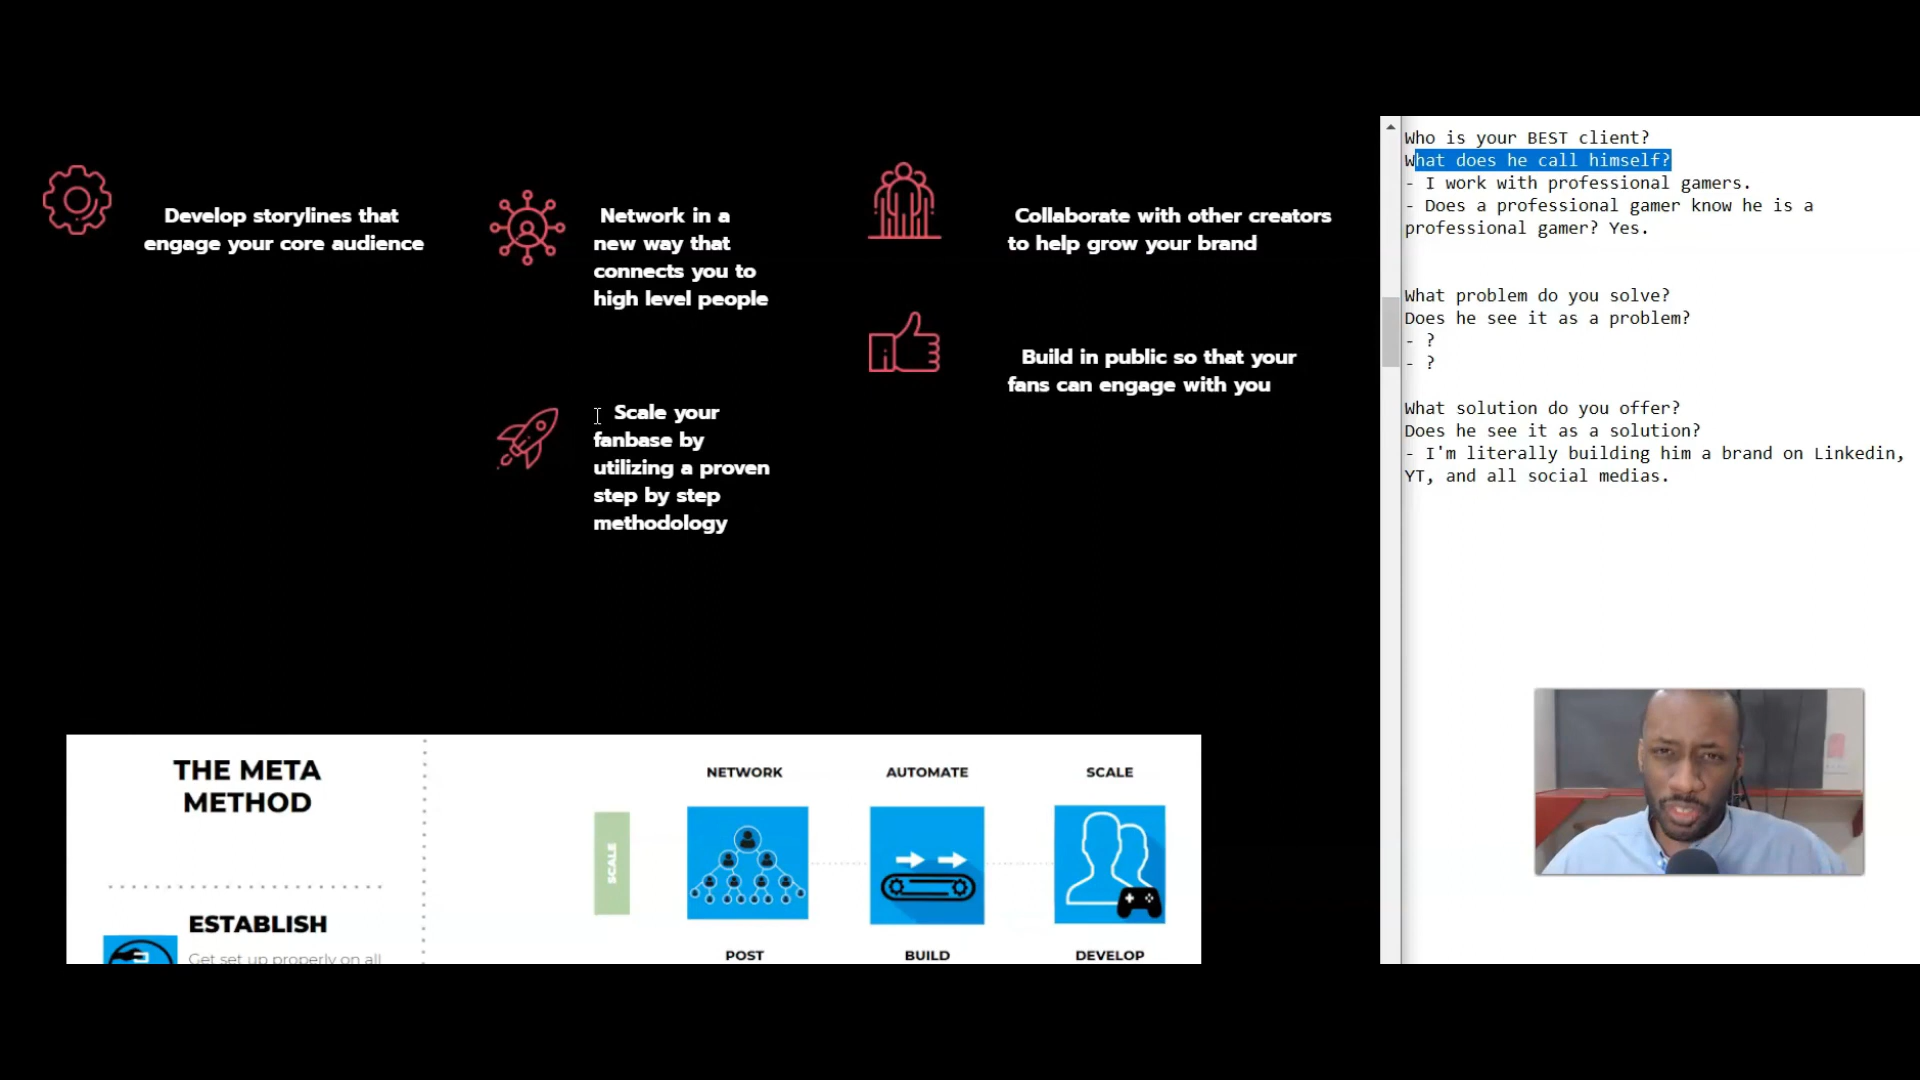 Develop storylines that
engage your core audience
Network in a
new way that
connects you to
high level people
Scale your
fanbase by
utilizing a proven
step by step
methodology
Collaborate with other creators
to help grow your brand
Build in public so that your
fans can engage with you
THE META
METHOD
ESTABLISH
Get set up properly on all
SCALE
NETWORK
AUTOMATE
SCALE
POST
BUILD
DEVELOP
Who is your BEST client?
What does he call himself?
- I work with professional gamers.
- Does a professional gamer know he is a
professional gamer? Yes.
What problem do you solve?
Does he see it as a problem?
- ?
- ?
What solution do you offer?
Does he see it as a solution?
- I'm literally building him a brand on Linkedin,
YT, and all social medias.